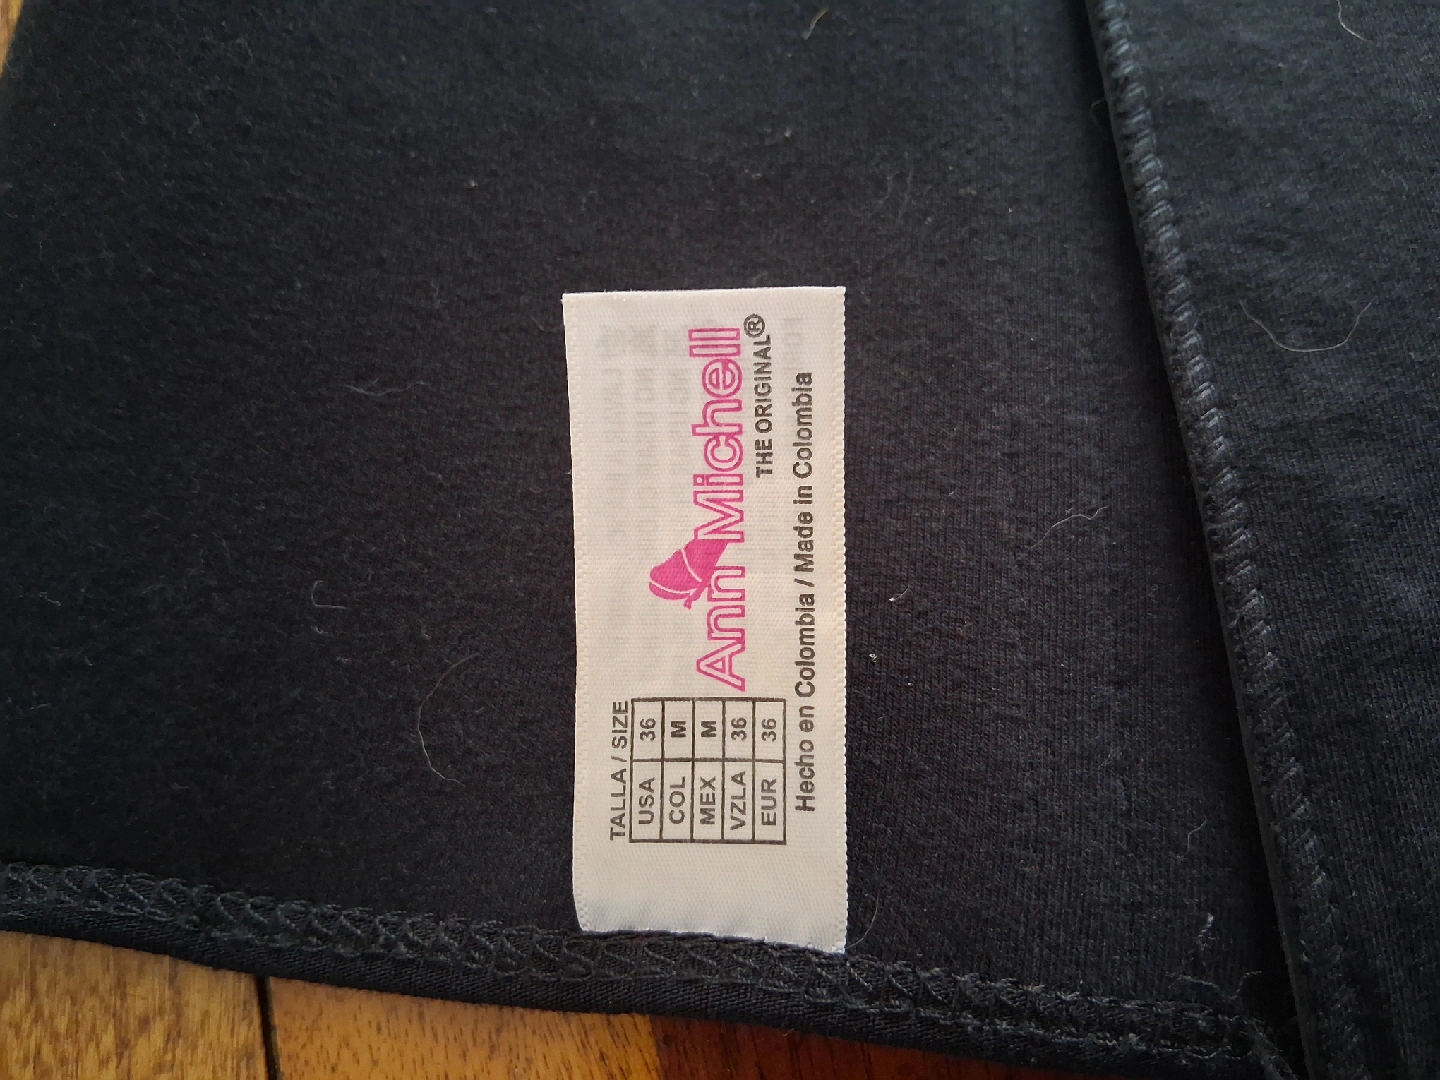 TALLA / SIZE
USA 36
COL M
MEX M
VZLA 36
EUR 36
Ann Michell
THE ORIGINAL®
Hecho en Colombia / Made in Colombia